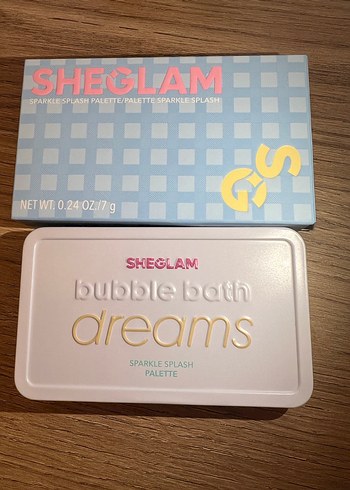 SHEGLAM
SPARKLE SPLASH PALETTE/PALETTE SPARKLE SPLASH
GS
NET WT. 0.24 OZ./7 g
SHEGLAM
bubble bath
dreams
SPARKLE SPLASH
PALETTE